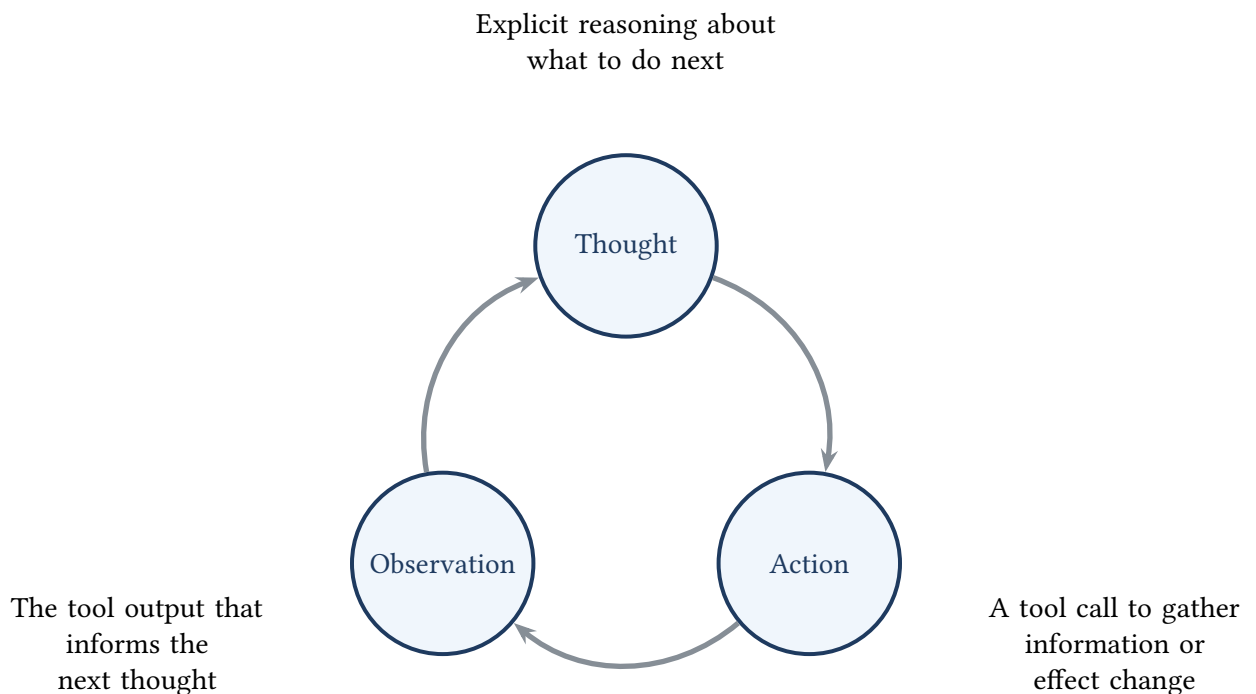 Explicit reasoning about
what to do next
Thought
Observation
Action
The tool output that
informs the
next thought
A tool call to gather
information or
effect change